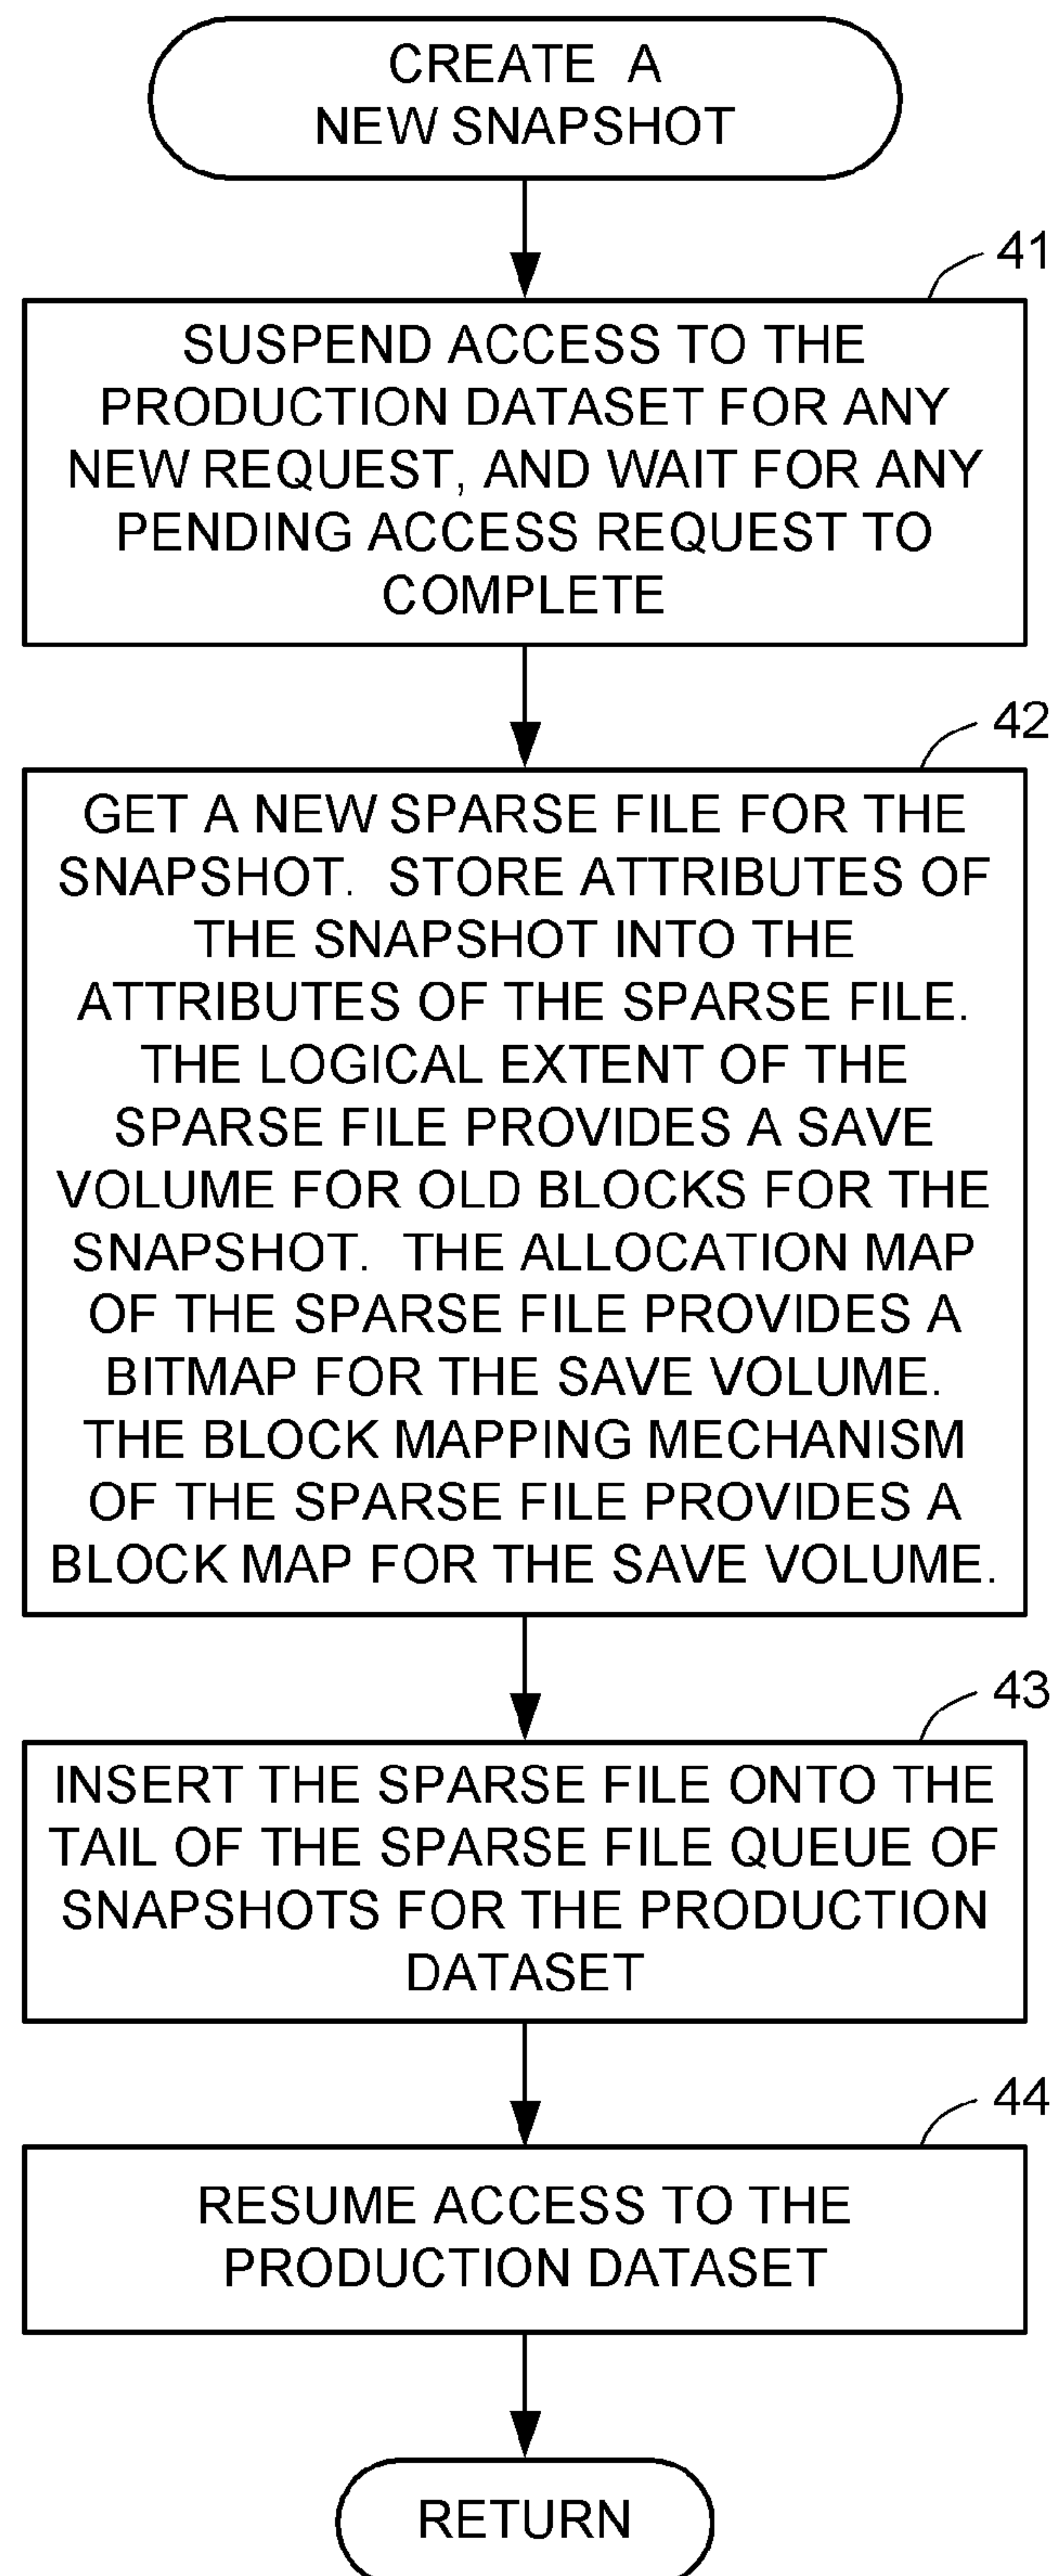 CREATE A
NEW SNAPSHOT
41
SUSPEND ACCESS TO THE
PRODUCTION DATASET FOR ANY
NEW REQUEST, AND WAIT FOR ANY
PENDING ACCESS REQUEST TO
COMPLETE
42
GET A NEW SPARSE FILE FOR THE
SNAPSHOT. STORE ATTRIBUTES OF
THE SNAPSHOT INTO THE
ATTRIBUTES OF THE SPARSE FILE.
THE LOGICAL EXTENT OF THE
SPARSE FILE PROVIDES A SAVE
VOLUME FOR OLD BLOCKS FOR THE
SNAPSHOT. THE ALLOCATION MAP
OF THE SPARSE FILE PROVIDES A
BITMAP FOR THE SAVE VOLUME.
THE BLOCK MAPPING MECHANISM
OF THE SPARSE FILE PROVIDES A
BLOCK MAP FOR THE SAVE VOLUME.
43
INSERT THE SPARSE FILE ONTO THE
TAIL OF THE SPARSE FILE QUEUE OF
SNAPSHOTS FOR THE PRODUCTION
DATASET
44
RESUME ACCESS TO THE
PRODUCTION DATASET
RETURN